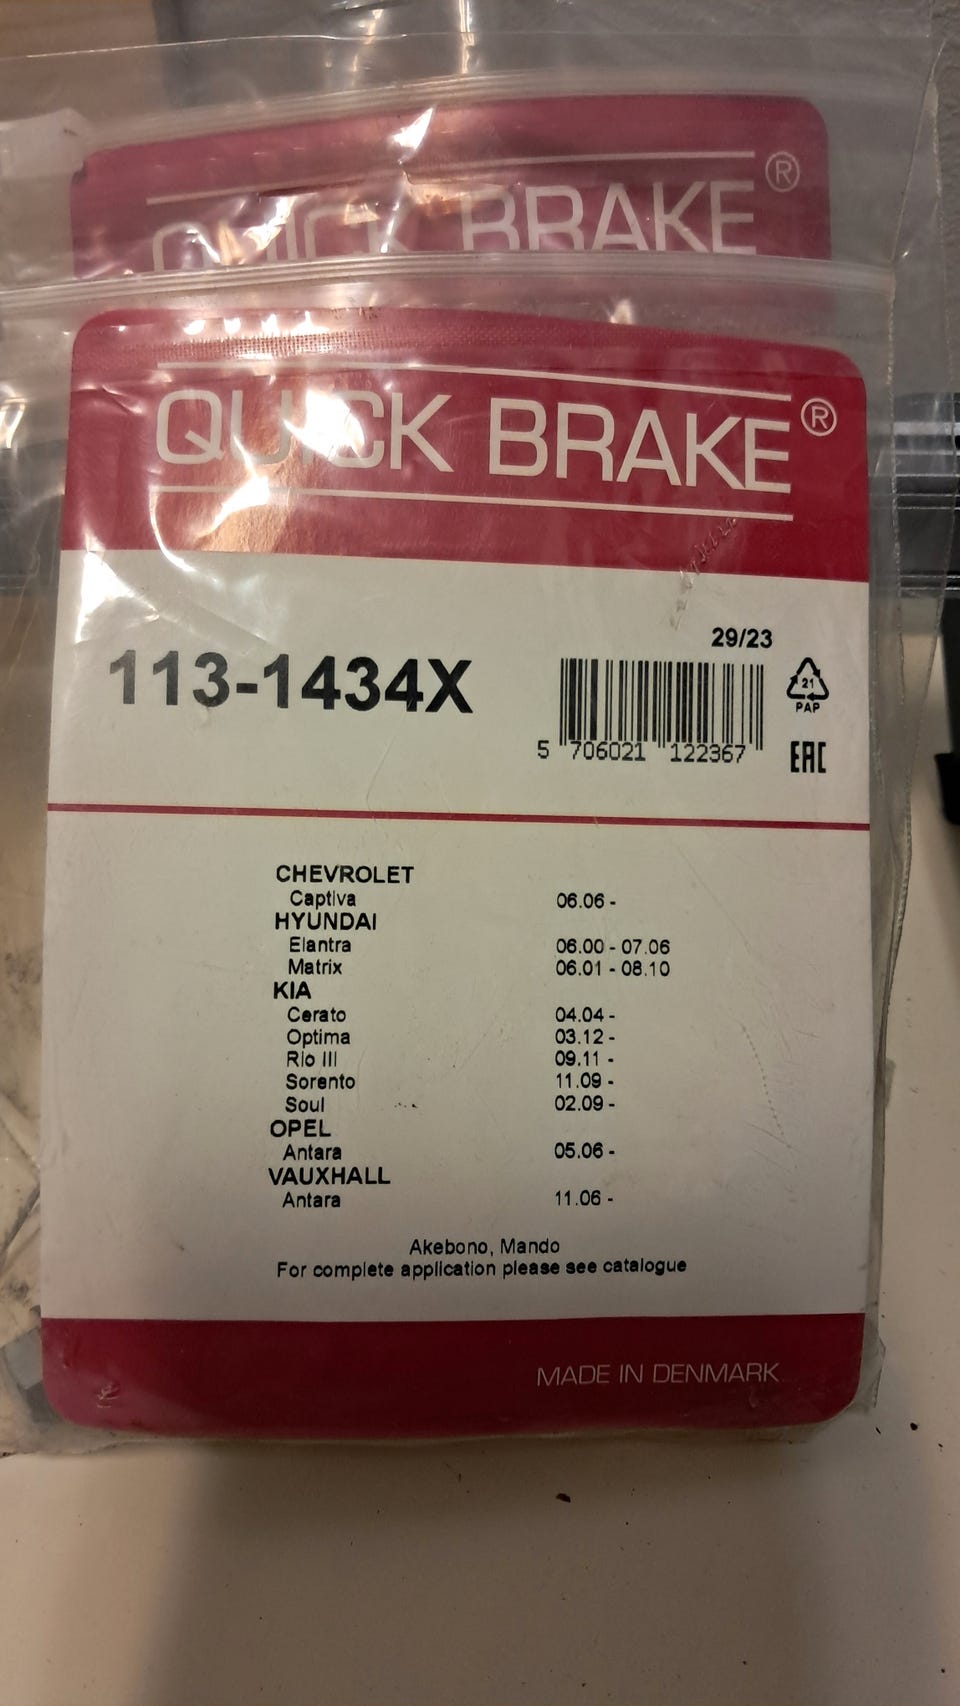 QUICK BRAKE®
QUICK BRAKE®
113-1434X
29/23
5 706021 122367
21
PAP
EAC
CHEVROLET
Captiva 06.06 -
HYUNDAI
Elantra 06.00 - 07.06
Matrix 06.01 - 08.10
KIA
Cerato 04.04 -
Optima 03.12 -
Rio III 09.11 -
Sorento 11.09 -
Soul 02.09 -
OPEL
Antara 05.06 -
VAUXHALL
Antara 11.06 -
Akebono, Mando
For complete application please see catalogue
MADE IN DENMARK